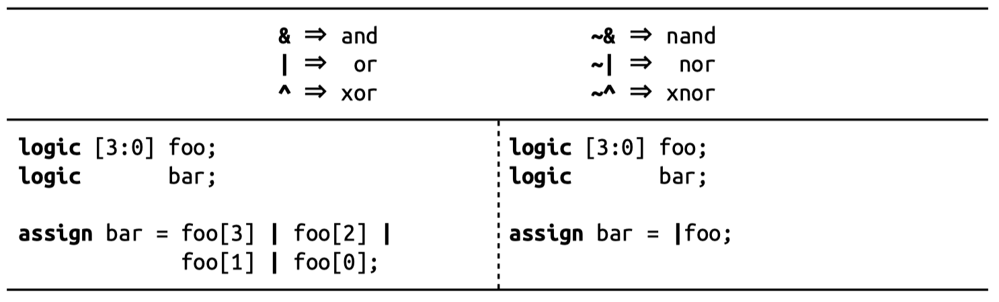 & ⇒ and ~& ⇒ nand
| ⇒ or ~| ⇒ nor
^ ⇒ xor ~^ ⇒ xnor
logic [3:0] foo;
logic bar;
assign bar = foo[3] | foo[2] |
foo[1] | foo[0];
logic [3:0] foo;
logic bar;
assign bar = |foo;